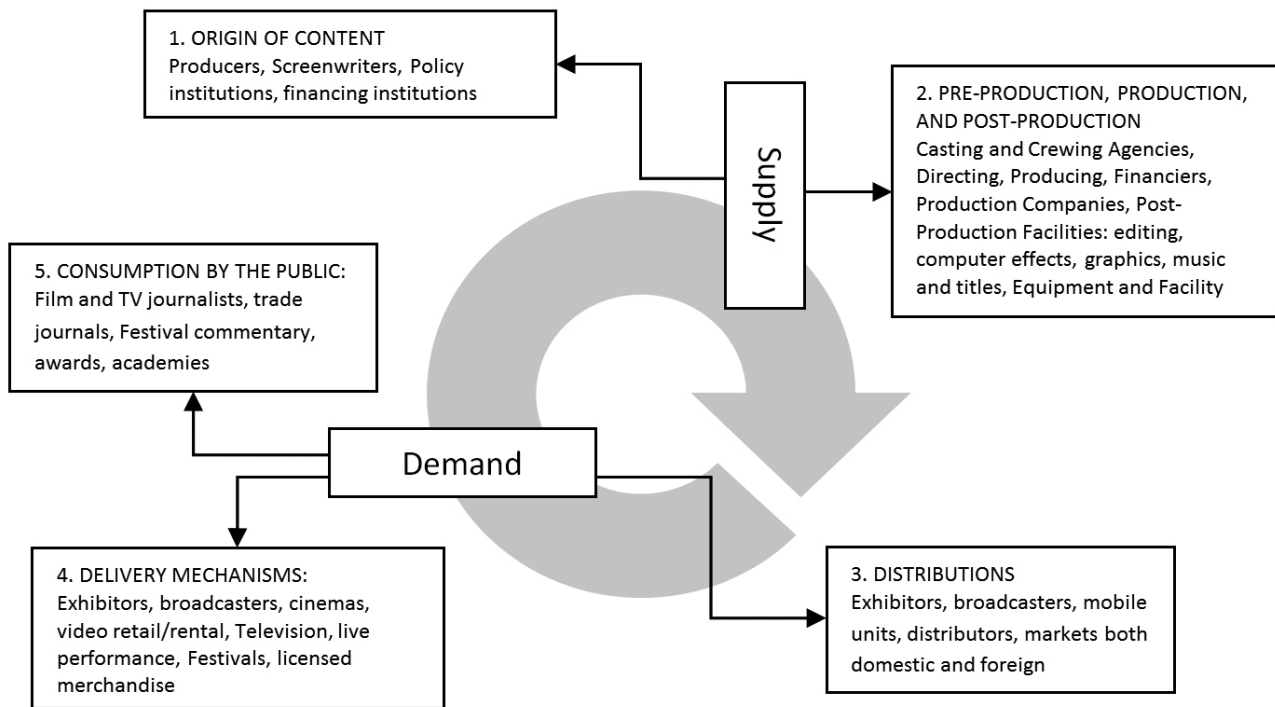 1. ORIGIN OF CONTENT
Producers, Screenwriters, Policy
institutions, financing institutions
Supply
2. PRE-PRODUCTION, PRODUCTION,
AND POST-PRODUCTION
Casting and Crewing Agencies,
Directing, Producing, Financiers,
Production Companies, Post-
Production Facilities: editing,
computer effects, graphics, music
and titles, Equipment and Facility
5. CONSUMPTION BY THE PUBLIC:
Film and TV journalists, trade
journals, Festival commentary,
awards, academies
Demand
4. DELIVERY MECHANISMS:
Exhibitors, broadcasters, cinemas,
video retail/rental, Television, live
performance, Festivals, licensed
merchandise
3. DISTRIBUTIONS
Exhibitors, broadcasters, mobile
units, distributors, markets both
domestic and foreign